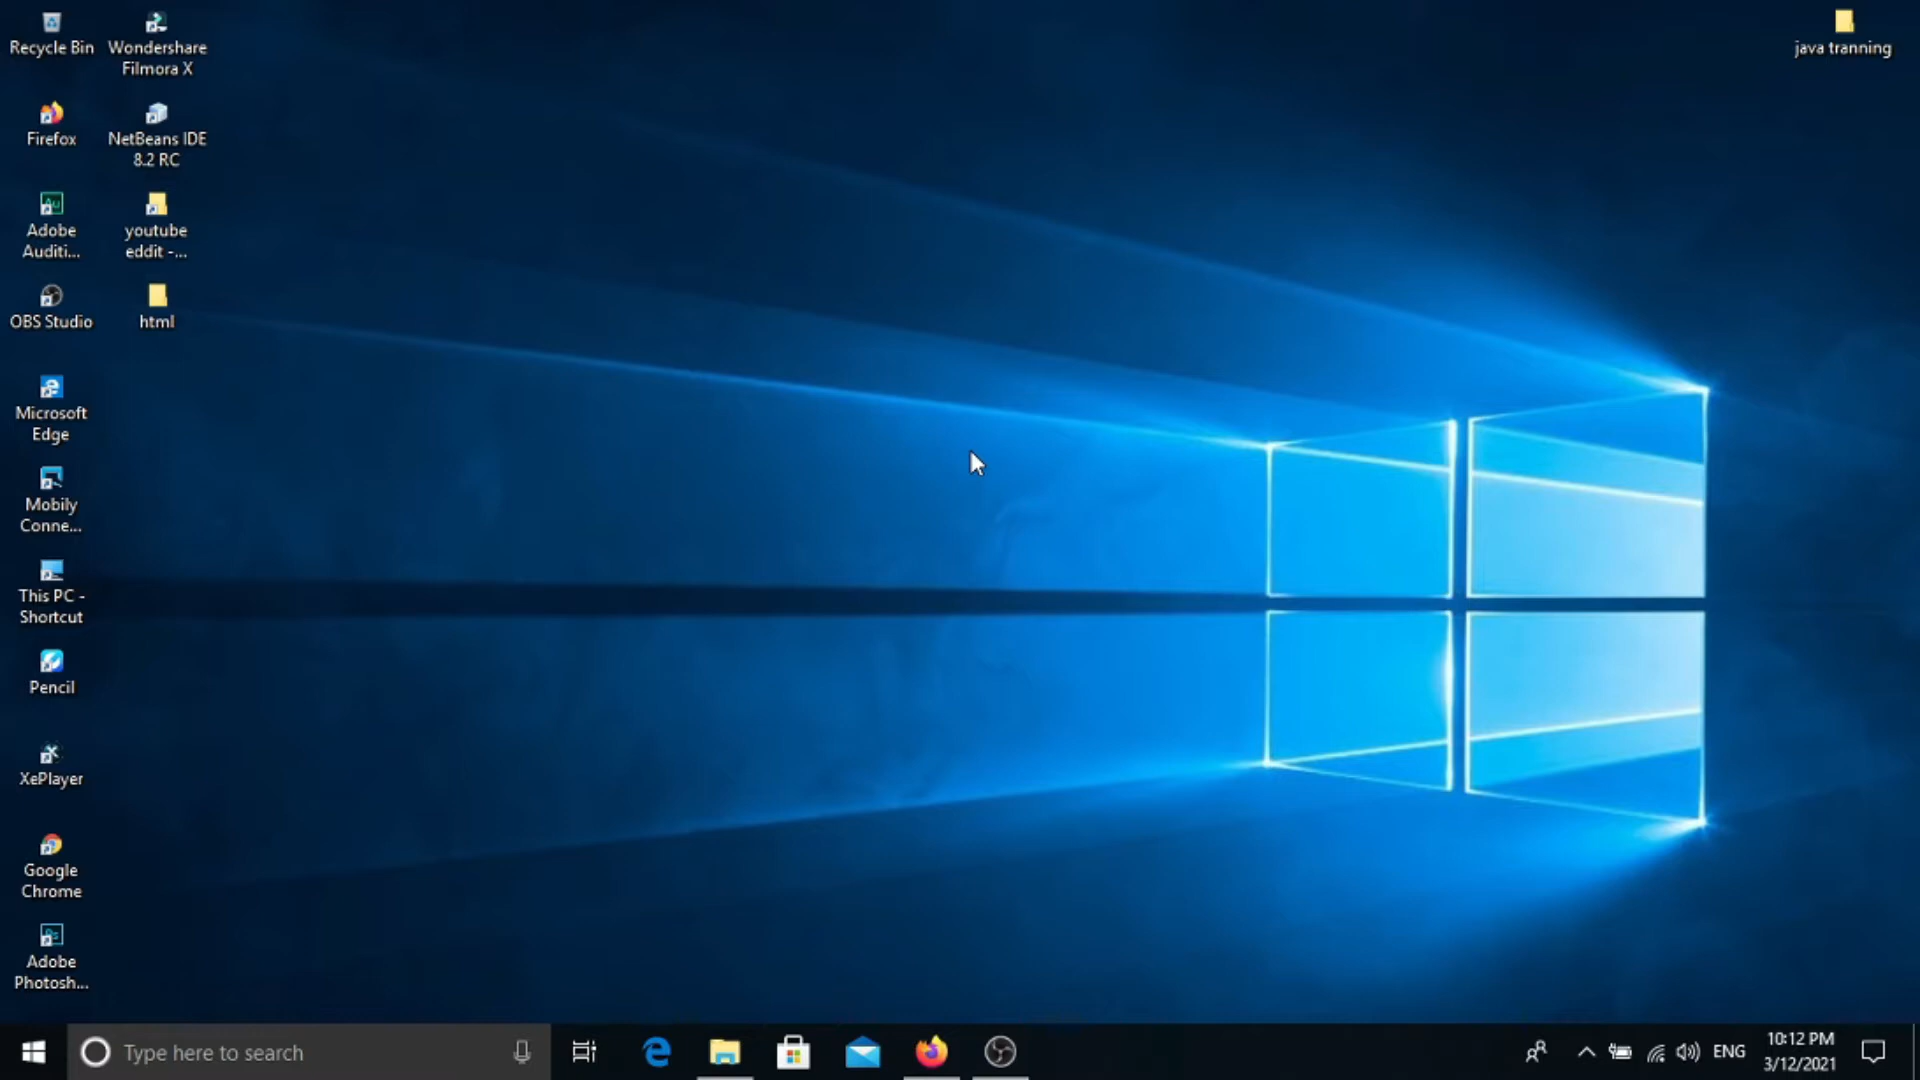 Recycle Bin
Wondershare
Filmora X
java tranning
Firefox
NetBeans IDE
8.2 RC
Adobe
Auditi...
youtube
eddit -...
OBS Studio
html
Microsoft
Edge
Mobily
Conne...
This PC -
Shortcut
Pencil
XePlayer
Google
Chrome
Adobe
Photosh...
Type here to search
ENG
10:12 PM
3/12/2021